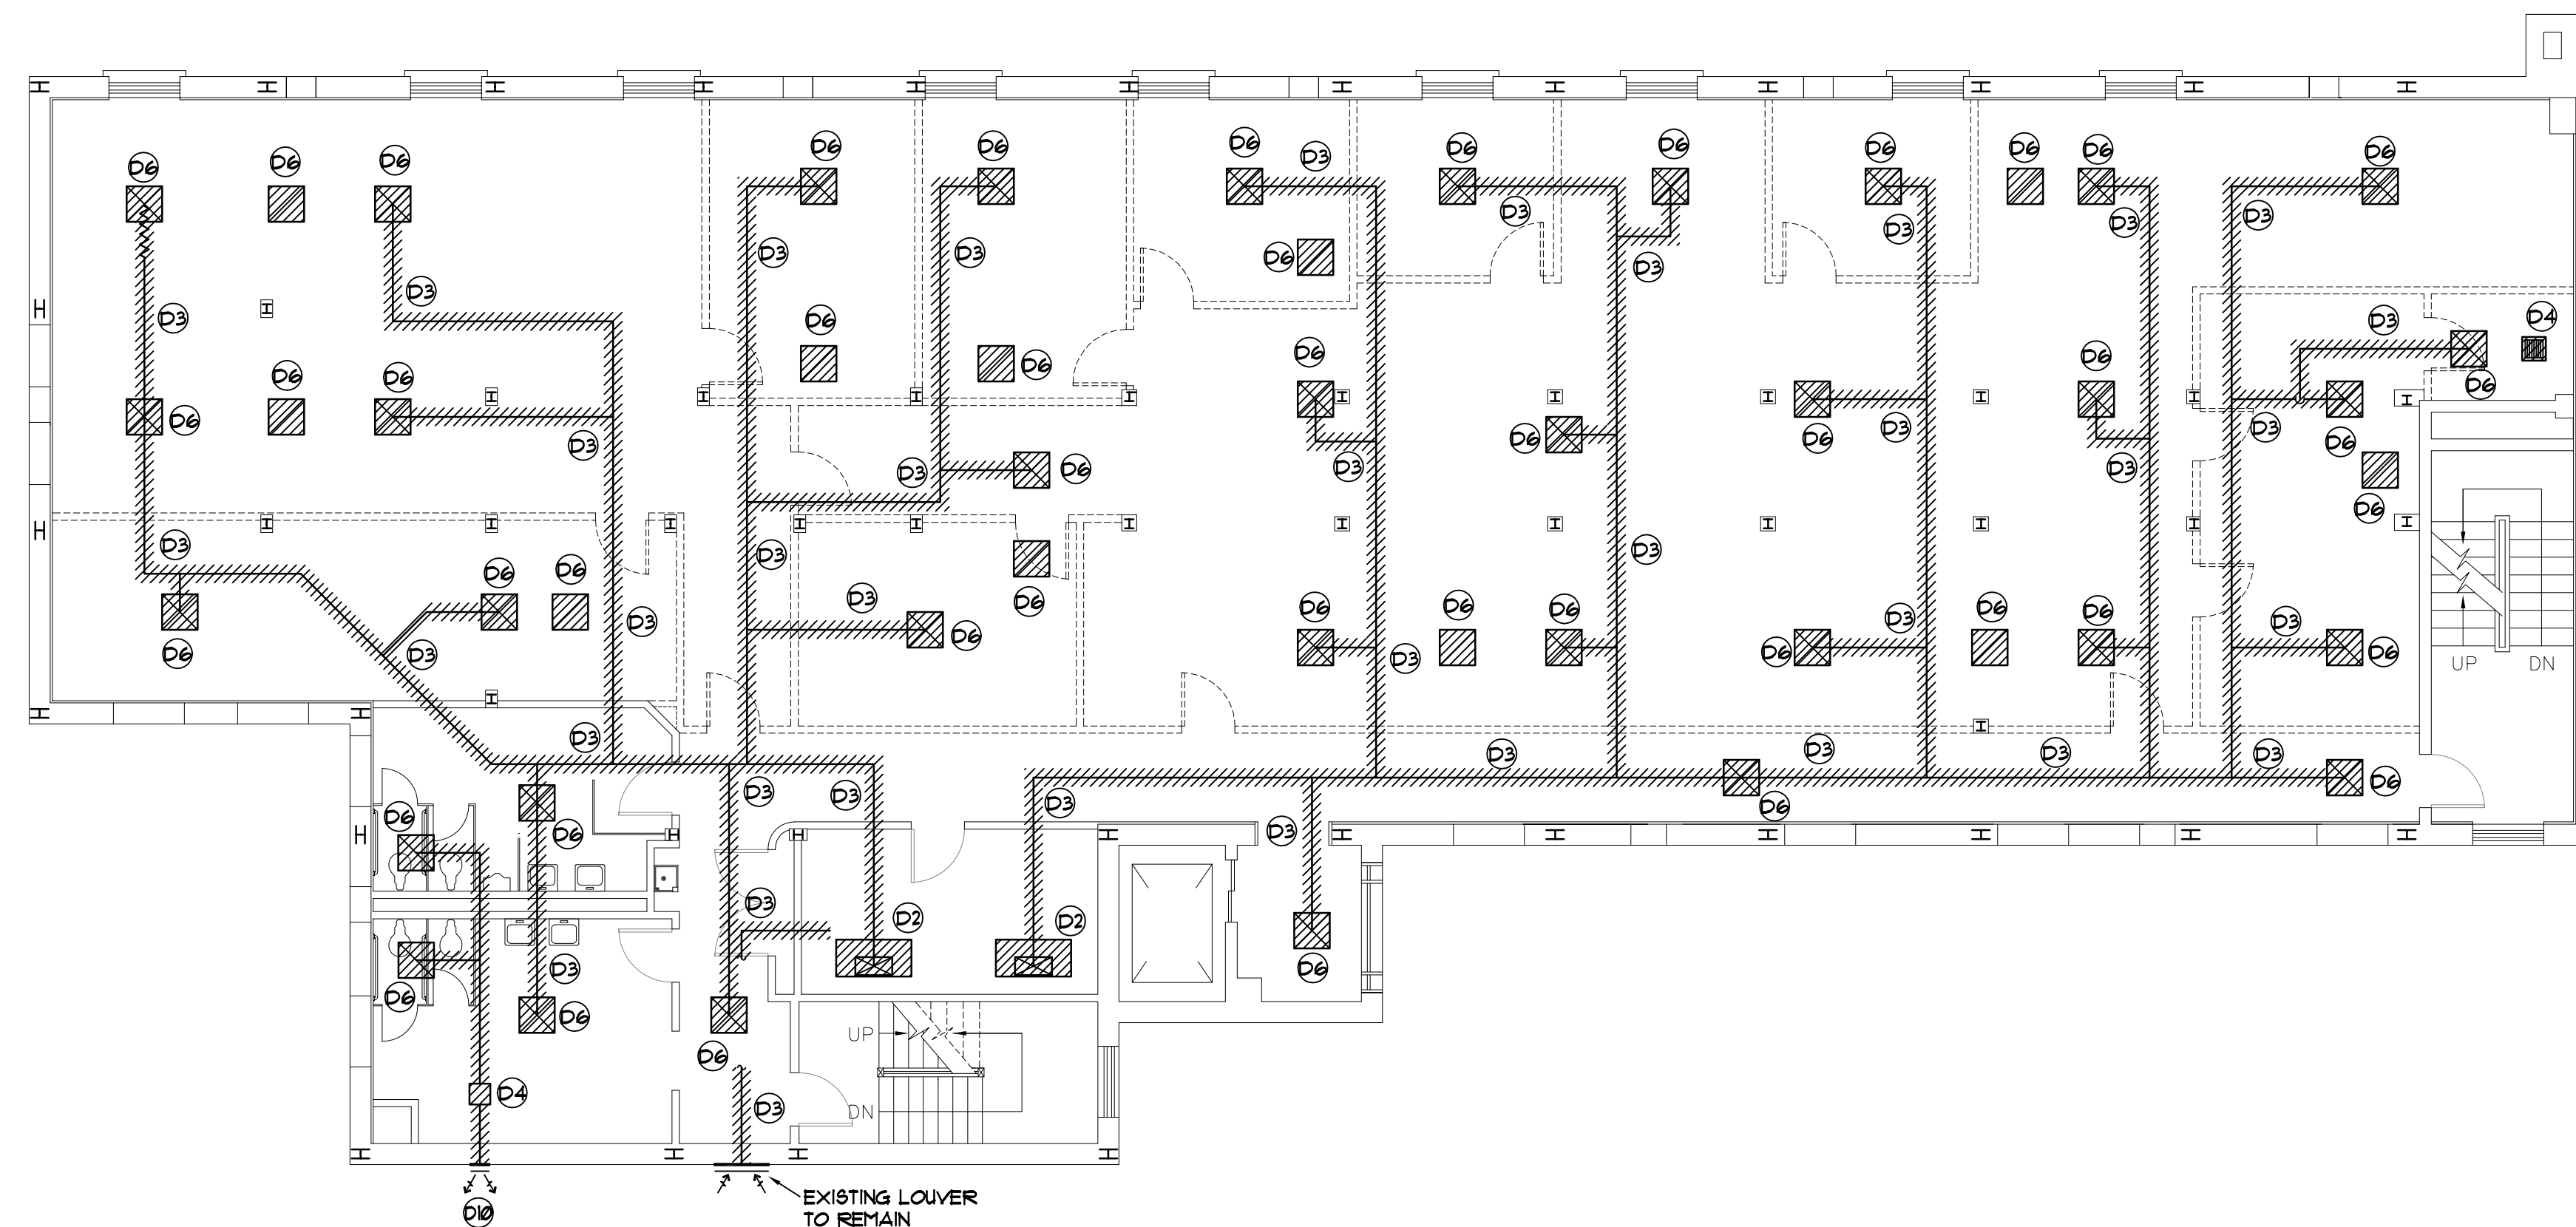 D6 D6 D6 D6 D6 D6 D3 D6 D6 D6 D6 D6 D6
D3 D3 D3 D3
D3 D3 D6 D3
D3
D3 D6 D3 D4
D6
D6 D6 D6 D6 D6 D6
D6 D3 D6 D6 D3 D3 D6
D3 D3 D6 D3 D3
D6
D3 D3 D3
D6 D6
D6 D3 D6 D6 D6 D6 D3 D6 D6
D3 D6 D3 D6
D6 D3 D3 D6 D6
UP DN
D3 D3 D3 D3 D3
D3 D3 D3 D6 D6
D6 D6 D3
D3 D2 D2
D3 D6
D6 D6
UP
D6
D4 D3 DN
EXISTING LOUVER
TO REMAIN
D10